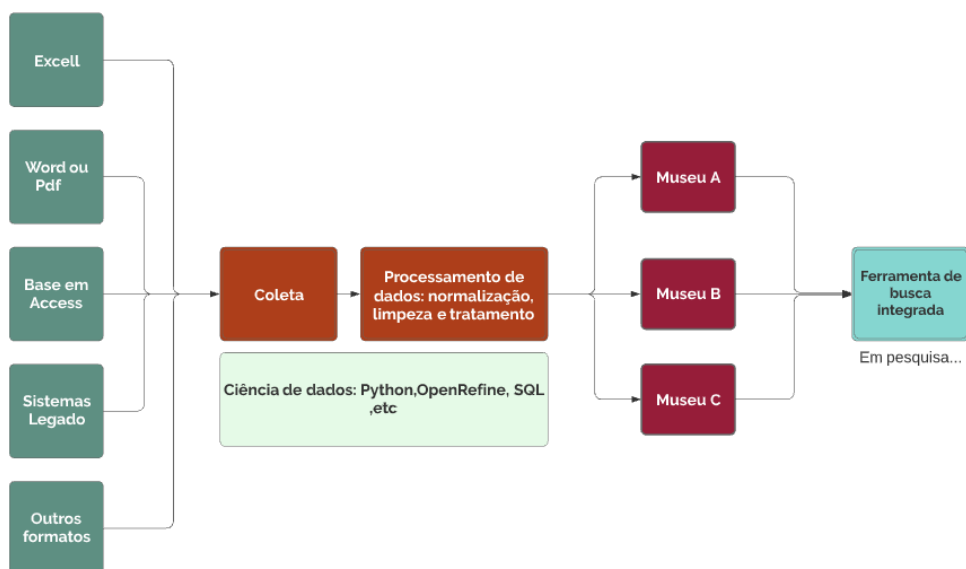 Excell
Word ou
Pdf
Base em
Access
Sistemas
Legado
Outros
formatos
Coleta
Processamento de
dados: normalização,
limpeza e tratamento
Ciência de dados: Python,OpenRefine, SQL
,etc
Museu A
Museu B
Museu C
Ferramenta de
busca
integrada
Em pesquisa...